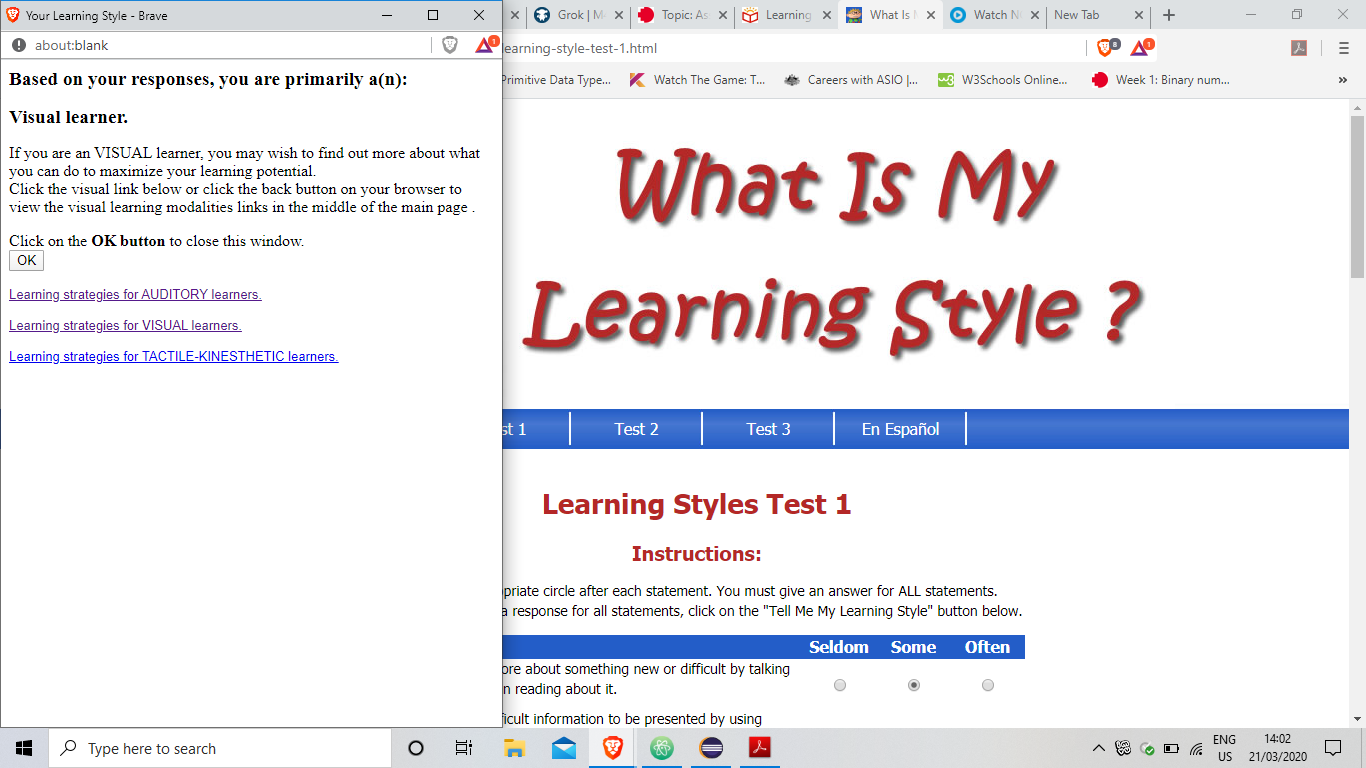 Your Learning Style - Brave
about:blank
1
Based on your responses, you are primarily a(n):
Visual learner.
If you are an VISUAL learner, you may wish to find out more about what
you can do to maximize your learning potential.
Click the visual link below or click the back button on your browser to
view the visual learning modalities links in the middle of the main page .
Click on the OK button to close this window.
OK
Learning strategies for AUDITORY learners.
Learning strategies for VISUAL learners.
Learning strategies for TACTILE-KINESTHETIC learners.
Grok | M
Topic: As
Learning
What Is M
Watch N
New Tab
earning-style-test-1.html
8
1
Primitive Data Type...
Watch The Game: T...
Careers with ASIO |...
W3Schools Online...
Week 1: Binary num...
»
What Is My
Learning Style ?
st 1
Test 2
Test 3
En Español
Learning Styles Test 1
Instructions:
opriate circle after each statement. You must give an answer for ALL statements.
a response for all statements, click on the "Tell Me My Learning Style" button below.
Seldom Some Often
ore about something new or difficult by talking
n reading about it.
ficult information to be presented by using
Type here to search
ENG
US
14:02
21/03/2020